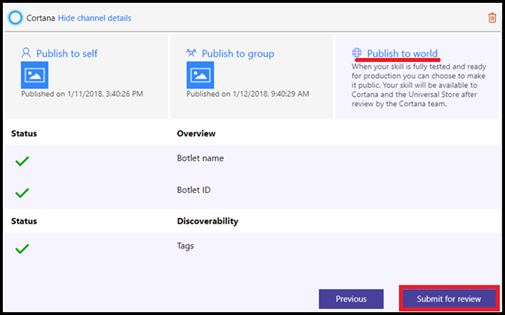 Cortana Hide channel details
Publish to self
Published on 1/11/2018, 3:40:26 PM
Publish to group
Published on 1/12/2018, 9:40:29 AM
Publish to world
When your skill is fully tested and ready
for production you can choose to make
it public. Your skill will be available to
Cortana and the Universal Store after
review by the Cortana team.
Status Overview
Botlet name
Botlet ID
Status Discoverability
Tags
Previous Submit for review